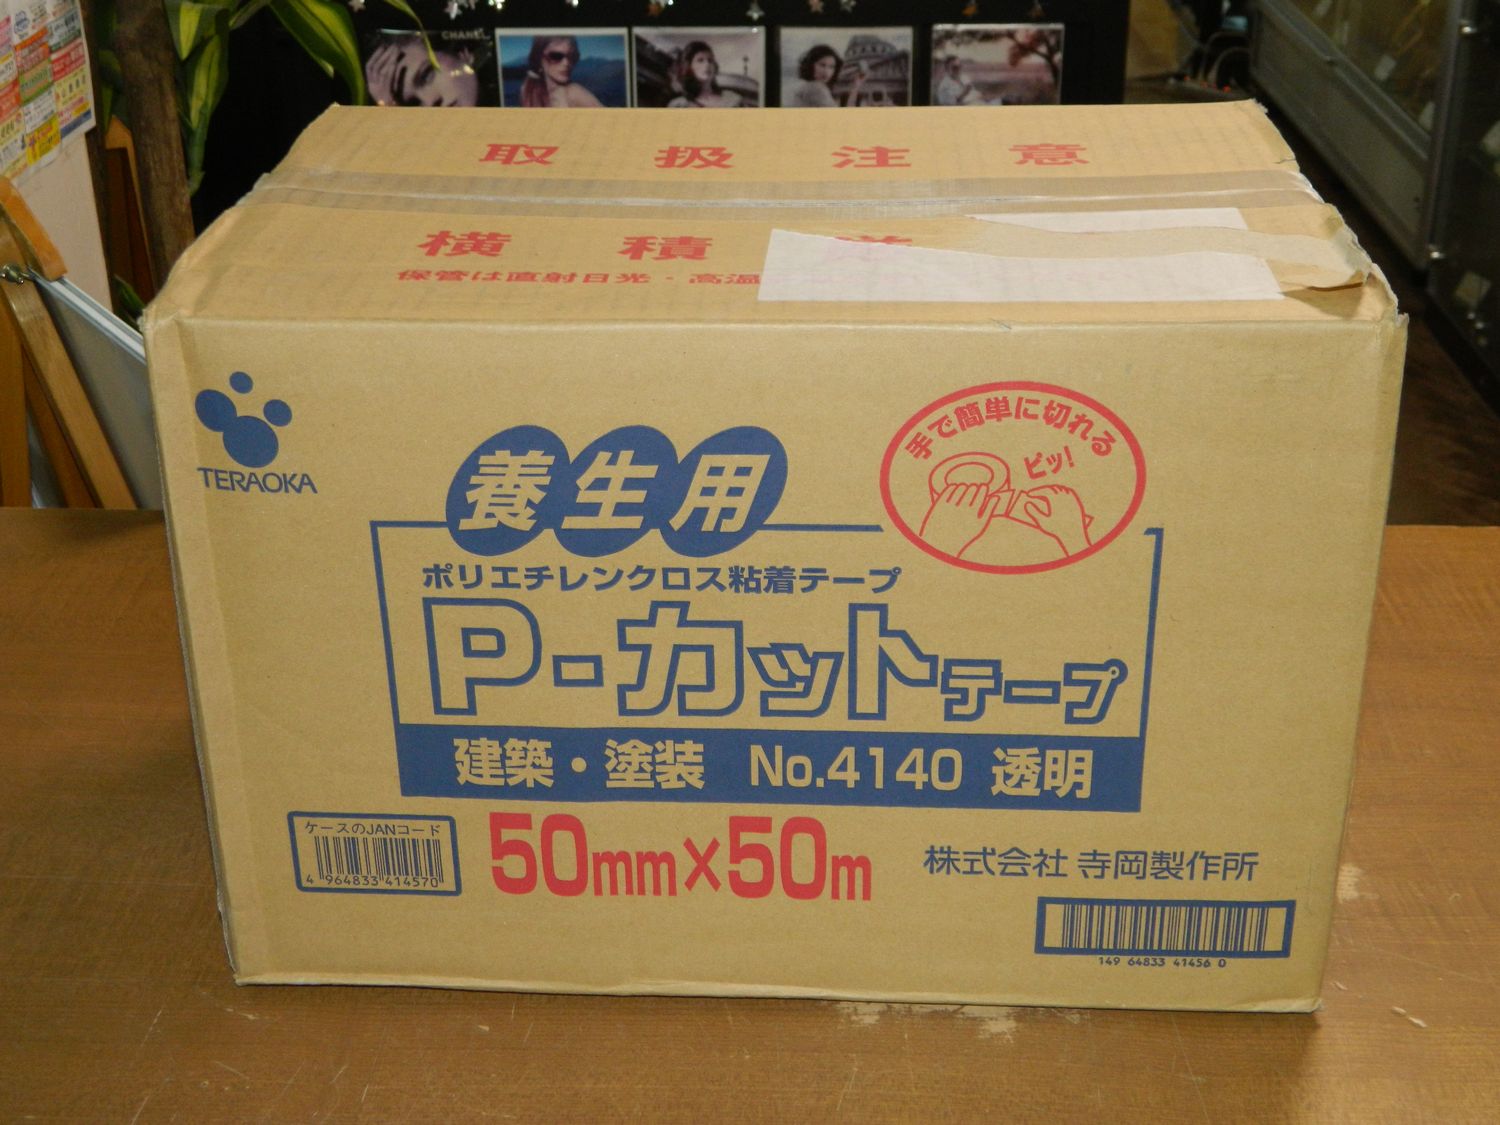 CHANEL
取扱注意
横積
保管は直射日光・高温
TERAOKA
養生用
手で簡単に切れる
ピッ!
ポリエチレンクロス粘着テープ
P-カットテープ
建築・塗装 No.4140 透明
ケースのJANコード
4 964833 414570
50mm×50m
株式会社 寺岡製作所
149 64833 41456 0